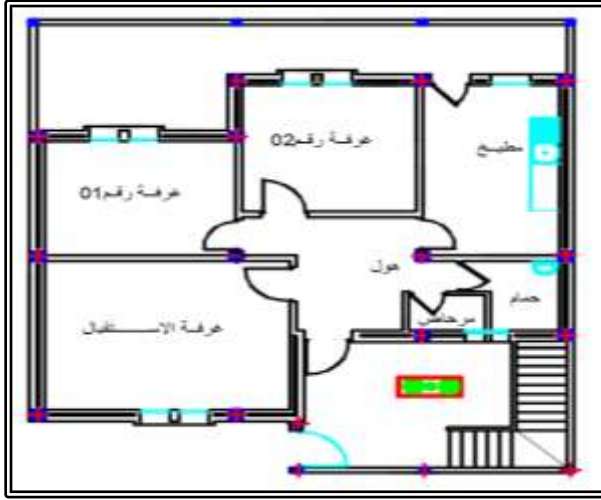 غرفة رقم02
مطبخ
غرفة رقم01
هول
حمام
مرحاض
غرفة الاستقبال